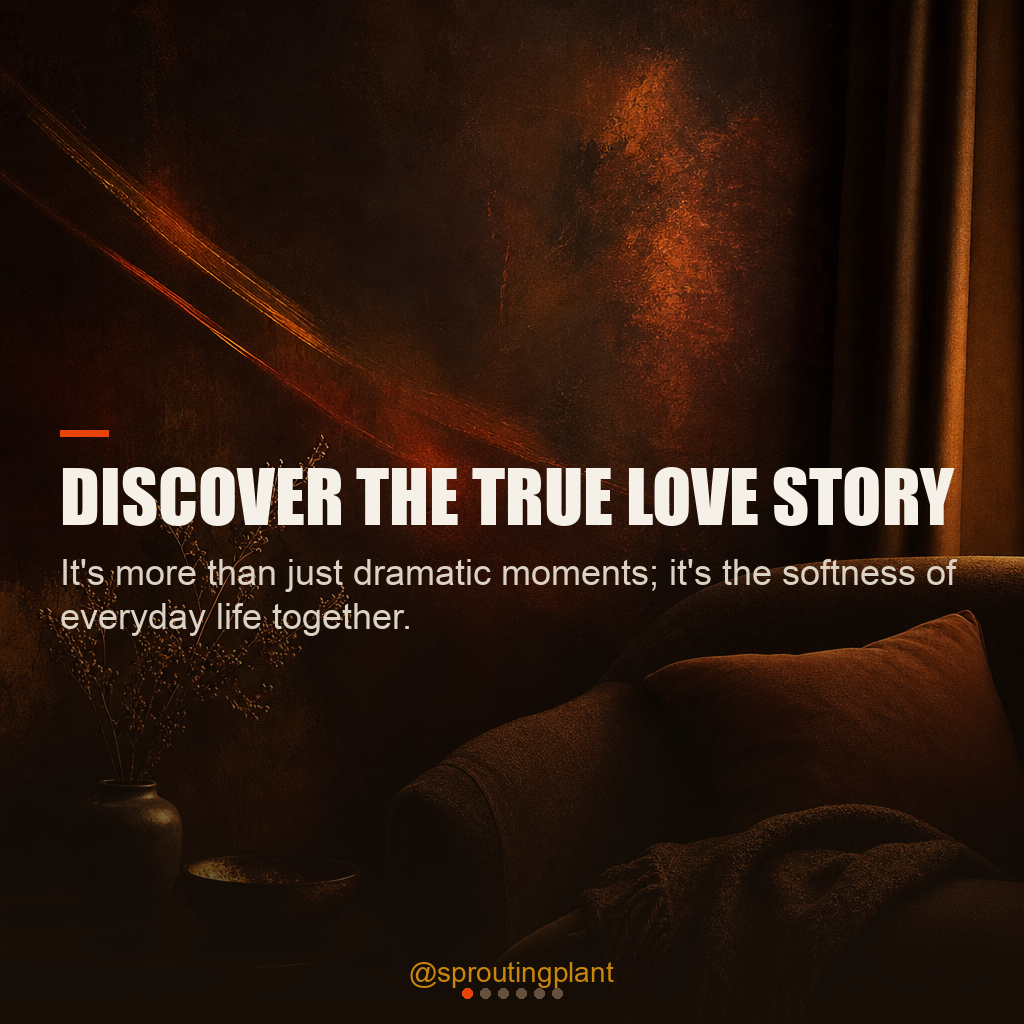 DISCOVER THE TRUE LOVE STORY
It's more than just dramatic moments; it's the softness of
everyday life together.
@sproutingplant